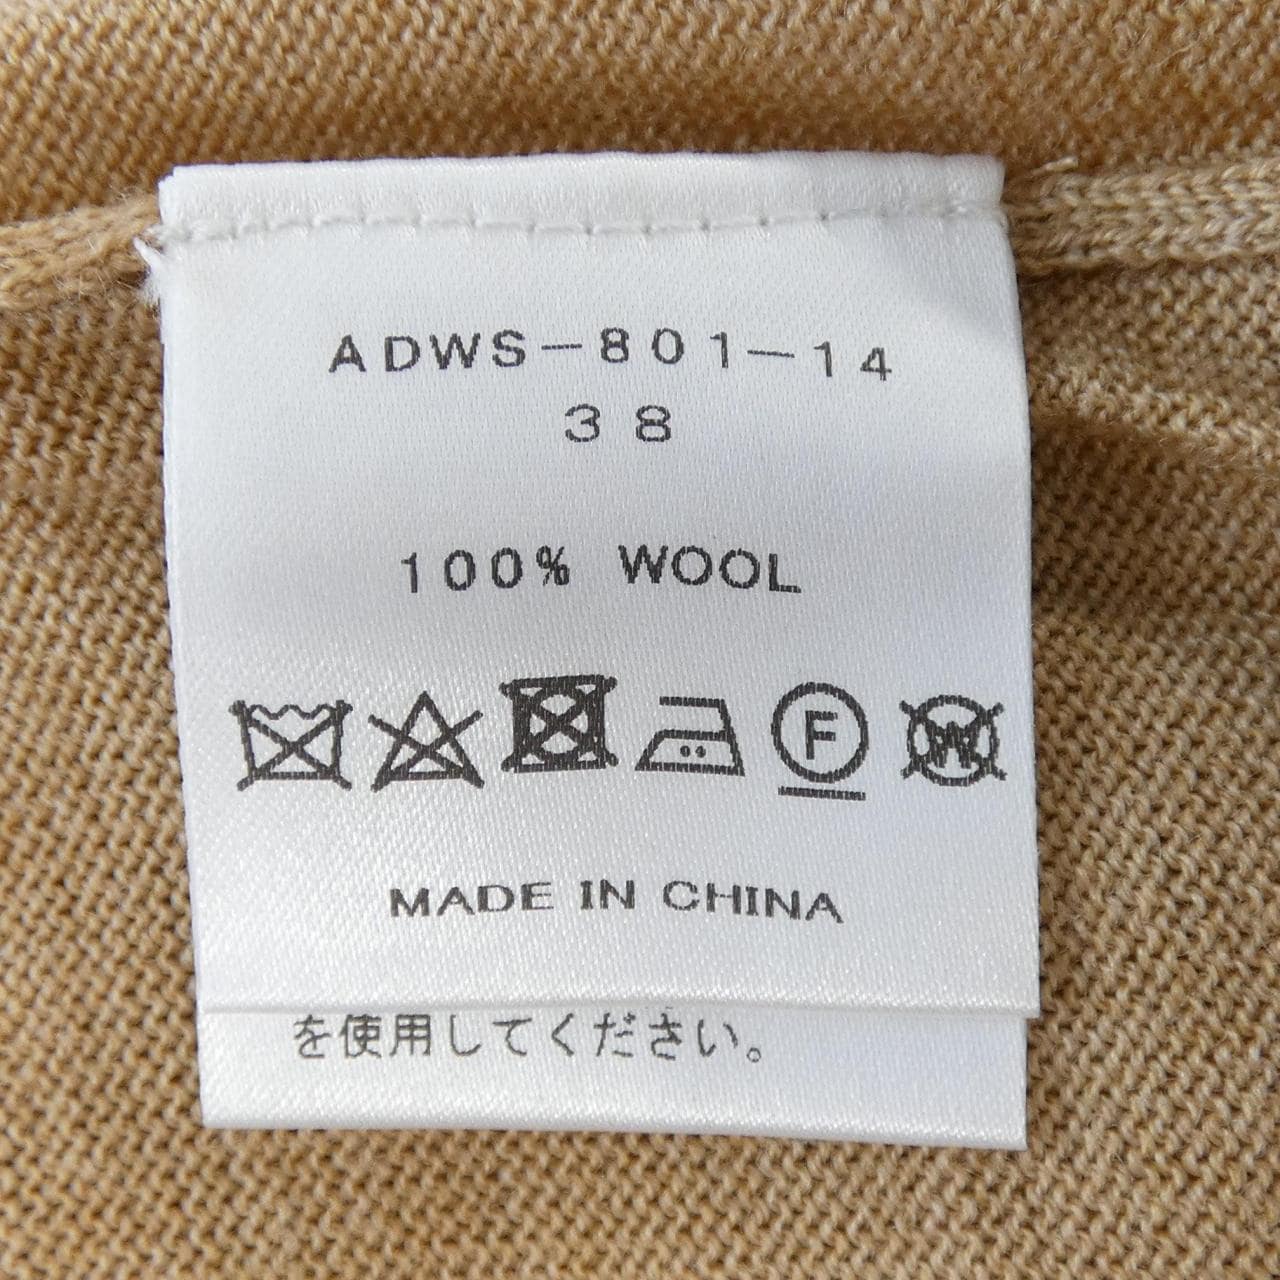 ADWS-801-14
38
100% WOOL
F W
MADE IN CHINA
を使用してください。